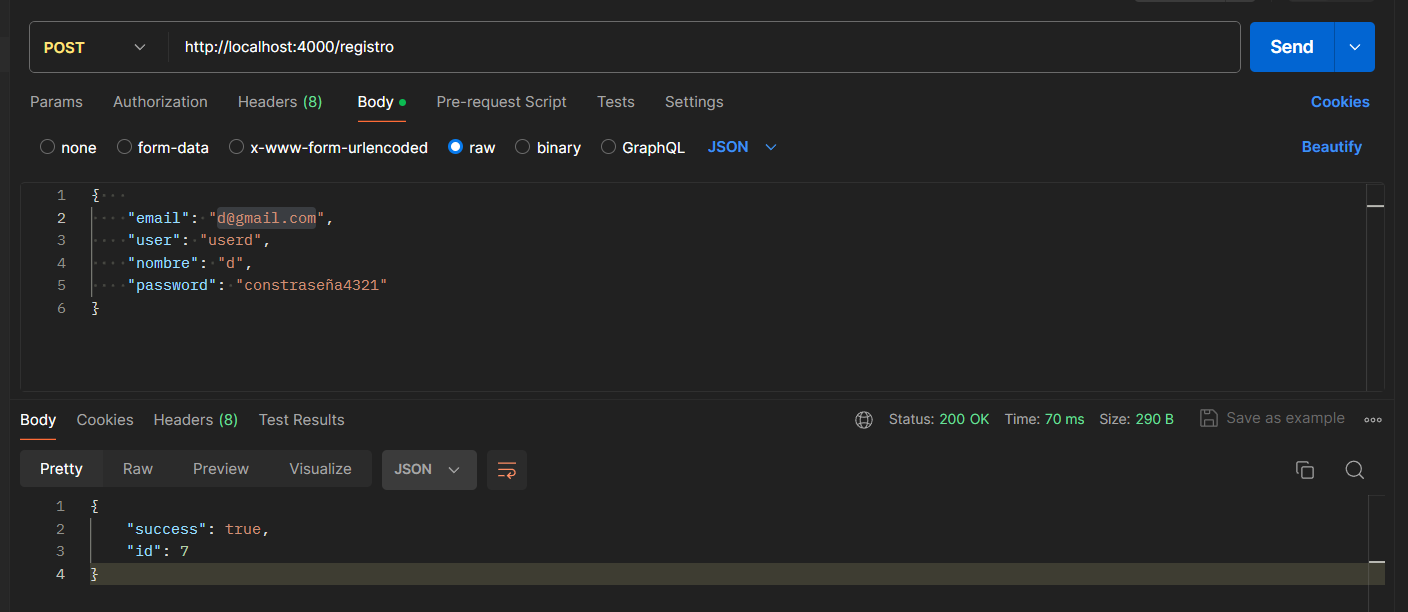 POST http://localhost:4000/registro Send
Params Authorization Headers (8) Body Pre-request Script Tests Settings Cookies
none form-data x-www-form-urlencoded raw binary GraphQL JSON Beautify
1 {
2 "email": "d@gmail.com",
3 "user": "userd",
4 "nombre": "d",
5 "password": "constraseña4321"
6 }
Body Cookies Headers (8) Test Results Status: 200 OK Time: 70 ms Size: 290 B Save as example
Pretty Raw Preview Visualize JSON
1 {
2 "success": true,
3 "id": 7
4 }